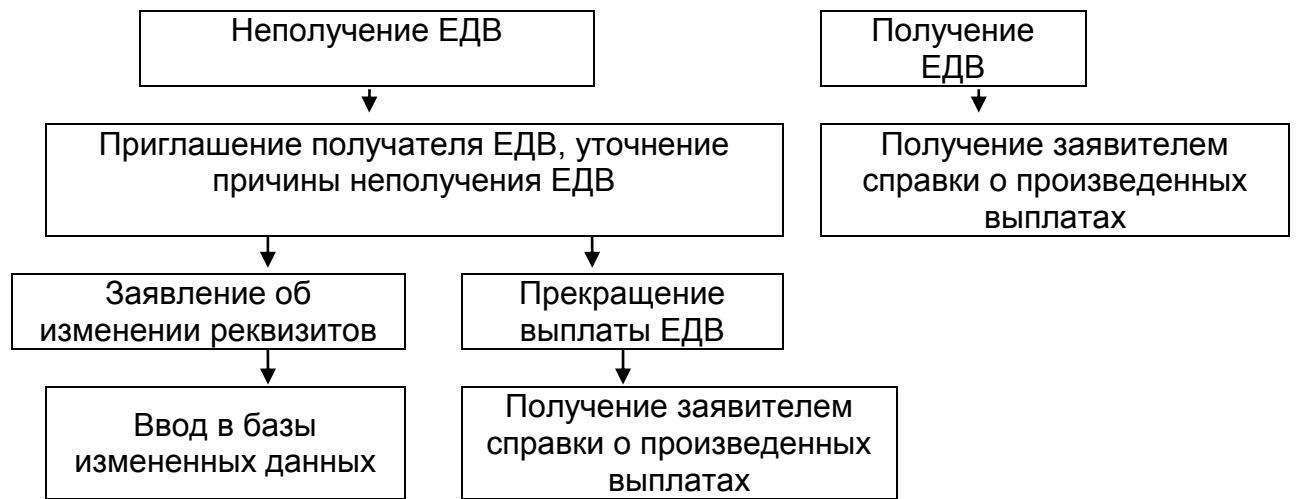 Неполучение ЕДВ
Получение
ЕДВ
Приглашение получателя ЕДВ, уточнение
причины неполучения ЕДВ
Получение заявителем
справки о произведенных
выплатах
Заявление об
изменении реквизитов
Прекращение
выплаты ЕДВ
Ввод в базы
измененных данных
Получение заявителем
справки о произведенных
выплатах